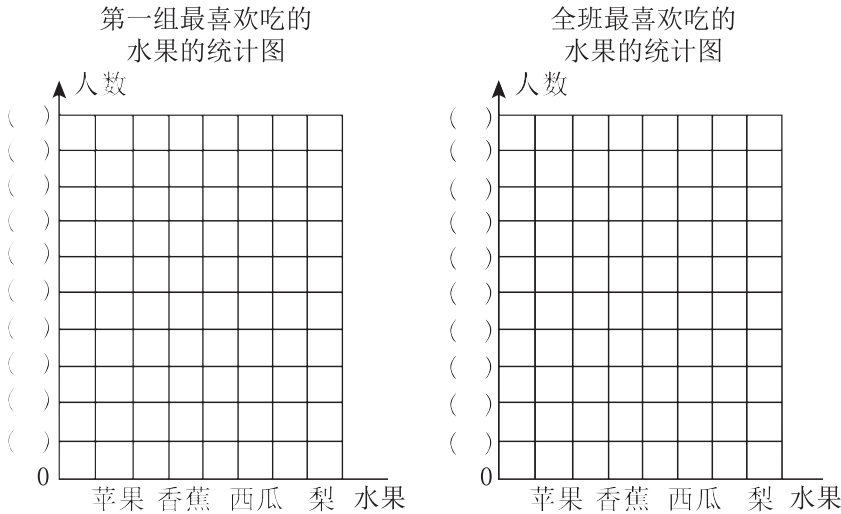 第一组最喜欢吃的
水果的统计图
人数
( )
( )
( )
( )
( )
( )
( )
( )
( )
( )
0
苹果 香蕉 西瓜 梨 水果
全班最喜欢吃的
水果的统计图
人数
( )
( )
( )
( )
( )
( )
( )
( )
( )
( )
0
苹果 香蕉 西瓜 梨 水果